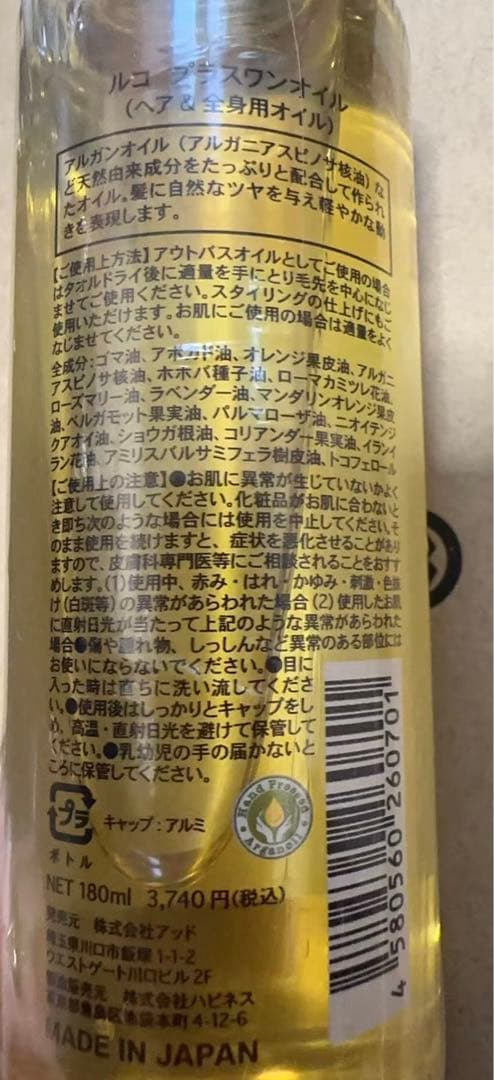 ルコ プラスワンオイル
(ヘア&全身用オイル)
アルガンオイル(アルガニアスピノサ核油)な
ど天然由来成分をたっぷりと配合して作られ
たオイル。髪に自然なツヤを与え軽やかな動
きを表現します。
【ご使用上方法】アウトバスオイルとしてご使用の場合
はタオルドライ後に適量を手にとり毛先を中心になじ
ませてご使用ください。スタイリングの仕上げにもご
使用いただけます。お肌にご使用の場合は適量をよく
なじませてください。
全成分:ゴマ油、アボカド油、オレンジ果皮油、アルガニ
アスピノサ核油、ホホバ種子油、ローマカミツレ花油、
ローズマリー油、ラベンダー油、マンダリンオレンジ果皮
油、ベルガモット果実油、パルマローザ油、ニオイテンジ
クアオイ油、ショウガ根油、コリアンダー果実油、イランイ
ラン花油、アミリスバルサミフェラ樹皮油、トコフェロール
【ご使用上の注意】●お肌に異常が生じていないかよく
注意して使用してください。化粧品がお肌に合わないと
き即ち次のような場合には使用を中止してください。そ
のまま使用を続けますと、症状を悪化させることがあり
ますので、皮膚科専門医等にご相談されることをおすす
めします。(1)使用中、赤み・はれ・かゆみ・刺激・色抜
け(白斑等)の異常があらわれた場合(2)使用したお肌
に直射日光が当たって上記のような異常があらわれた
場合●傷や腫れ物、しっしんなど異常のある部位には
お使いにならないでください。●目に
入った時は直ちに洗い流してくださ
い。●使用後はしっかりとキャップをし
め、高温・直射日光を避けて保管して
ください。●乳幼児の手の届かないと
ころに保管してください。
プラ
キャップ:アルミ
Hand Pressed
Arganoil
ボトル
NET 180ml 3,740円(税込)
発売元 株式会社アッド
埼玉県川口市飯塚1-1-2
ウエストゲート川口ビル2F
発売元 株式会社ハピネス
東京都豊島区池袋本町4-12-6
MADE IN JAPAN
4 580560 260701